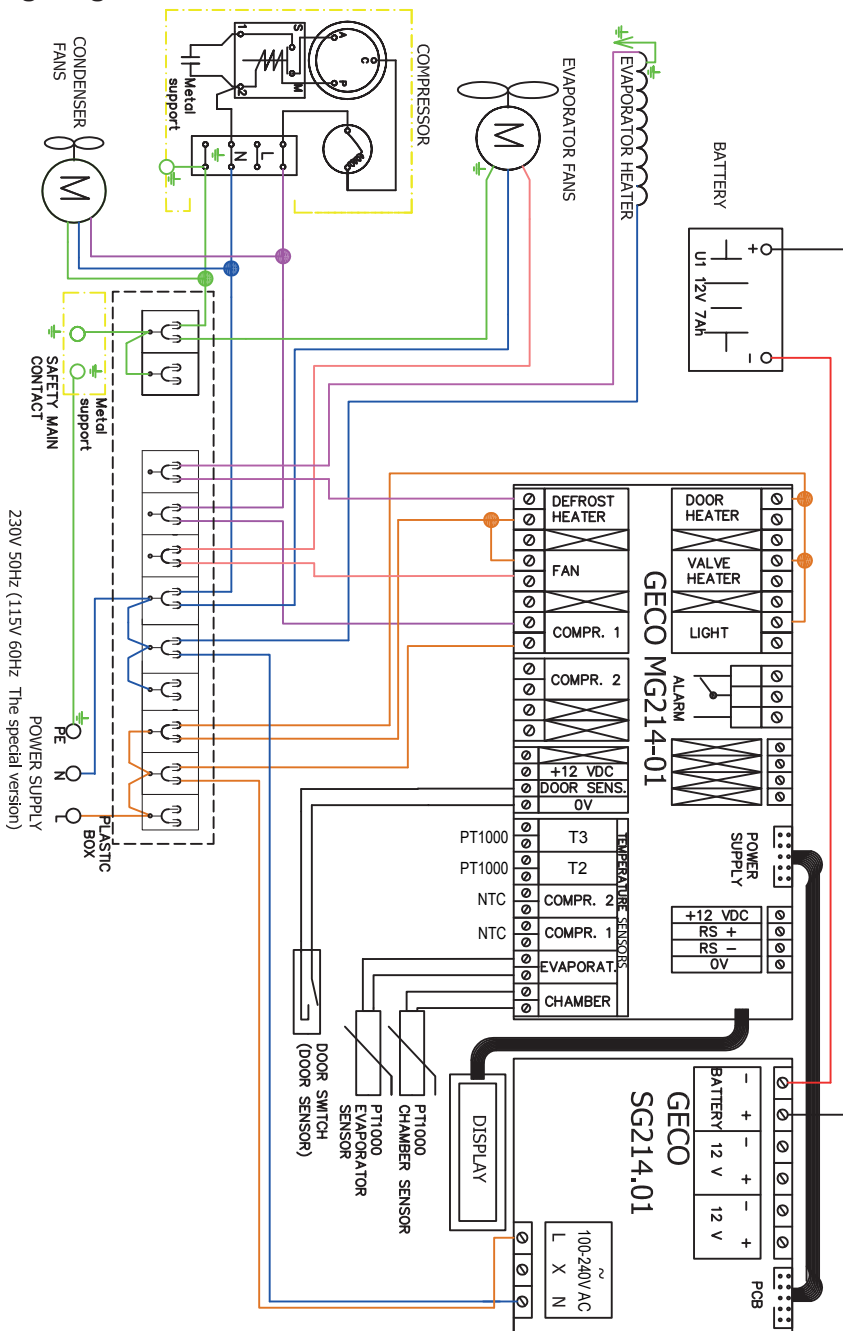 CONDENSER
FANS
1
S
A
C
2
M
P
Metal
support
N
L
COMPRESSOR
M
M
EVAPORATOR FANS
EVAPORATOR HEATER
BATTERY
+
U1 12V 7Ah
-
SAFETY MAIN
CONTACT
Metal
support
PLASTIC
BOX
230V 50Hz (115V 60Hz The special version)
POWER SUPPLY
PE
N
L
GECO MG214-01
DEFROST
HEATER
FAN
COMPR. 1
COMPR. 2
+12 VDC
DOOR SENS.
0V
DOOR
HEATER
VALVE
HEATER
LIGHT
ALARM
POWER
SUPPLY
+12 VDC
RS +
RS -
0V
TEMPERATURE SENSORS
PT1000
T3
PT1000
T2
NTC
COMPR. 2
NTC
COMPR. 1
EVAPORAT.
CHAMBER
DOOR SWITCH
(DOOR SENSOR)
PT1000
EVAPORATOR
SENSOR
PT1000
CHAMBER SENSOR
DISPLAY
GECO
SG214.01
- +
BATTERY
- +
12 V
- +
12 V
PCB
~
100-240V AC
L X N